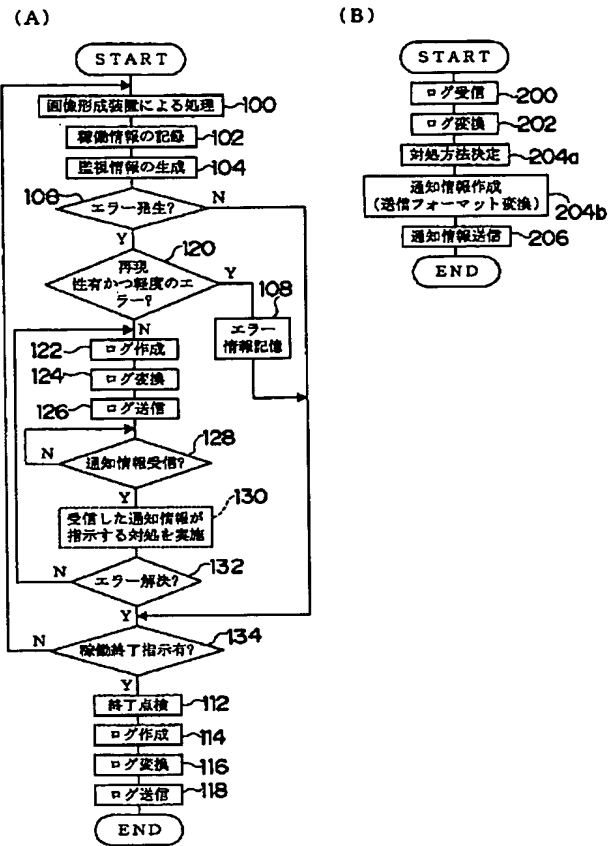 (A)
START
画像形成装置による処理 100
稼働情報の記録 102
監視情報の生成 104
108
エラー発生?
N
Y
120
再現
性有かつ軽度のエ
ラー?
Y
N
108
エラー
情報記憶
122 ログ作成
124 ログ変換
126 ログ送信
128
通知情報受信?
N
Y
130
受信した通知情報が
指示する対処を実施
132
エラー解決?
N
Y
134
稼働終了指示有?
N
Y
終了点検 112
ログ作成 114
ログ変換 116
ログ送信 118
END
(B)
START
ログ受信 200
ログ変換 202
対処方法決定 204a
通知情報作成
(送信フォーマット変換) 204b
通知情報送信 206
END